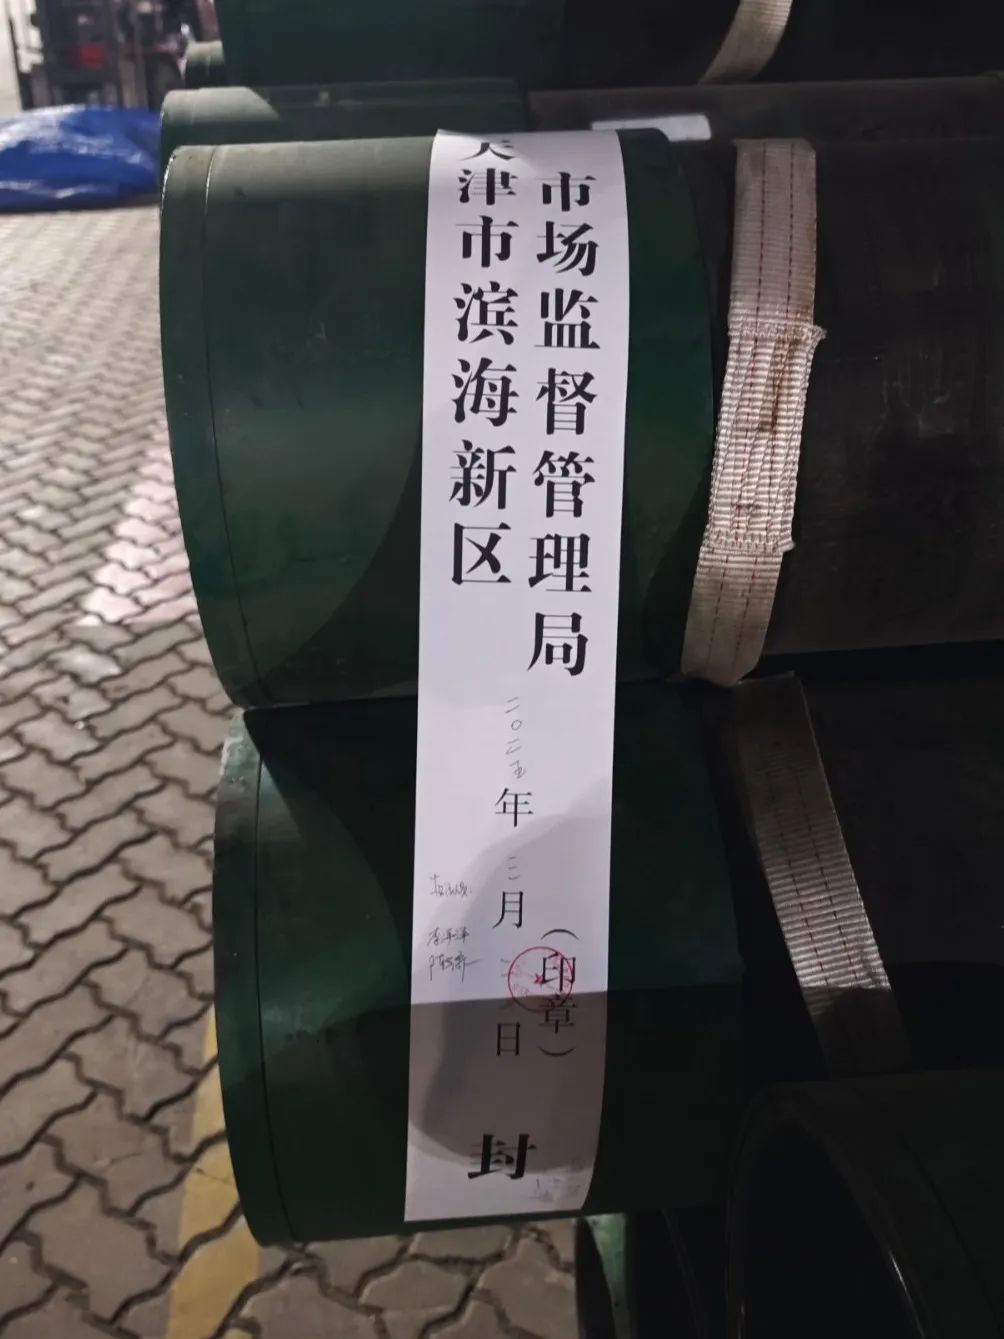 天津市滨海新区
市场监督管理局
二〇二五年
二月
日
(印章)
封